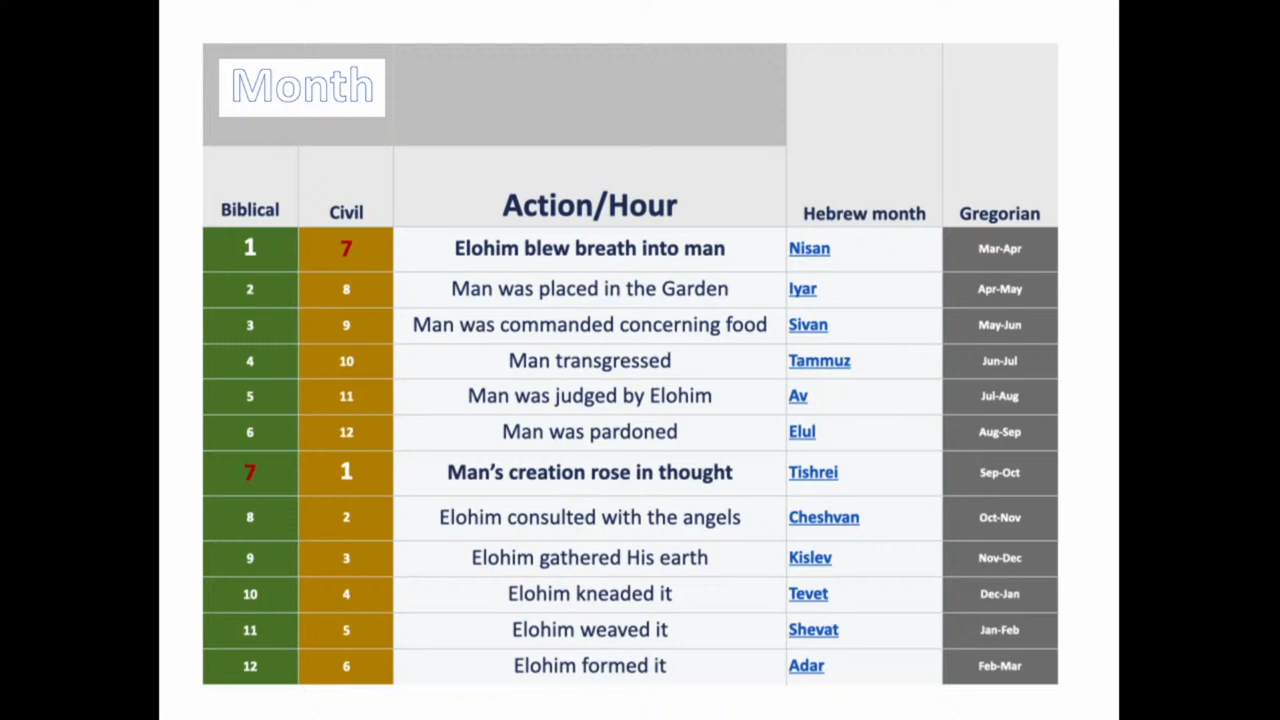 Month
Biblical Civil Action/Hour Hebrew month Gregorian
1 7 Elohim blew breath into man Nisan Mar-Apr
2 8 Man was placed in the Garden Iyar Apr-May
3 9 Man was commanded concerning food Sivan May-Jun
4 10 Man transgressed Tammuz Jun-Jul
5 11 Man was judged by Elohim Av Jul-Aug
6 12 Man was pardoned Elul Aug-Sep
7 1 Man’s creation rose in thought Tishrei Sep-Oct
8 2 Elohim consulted with the angels Cheshvan Oct-Nov
9 3 Elohim gathered His earth Kislev Nov-Dec
10 4 Elohim kneaded it Tevet Dec-Jan
11 5 Elohim weaved it Shevat Jan-Feb
12 6 Elohim formed it Adar Feb-Mar